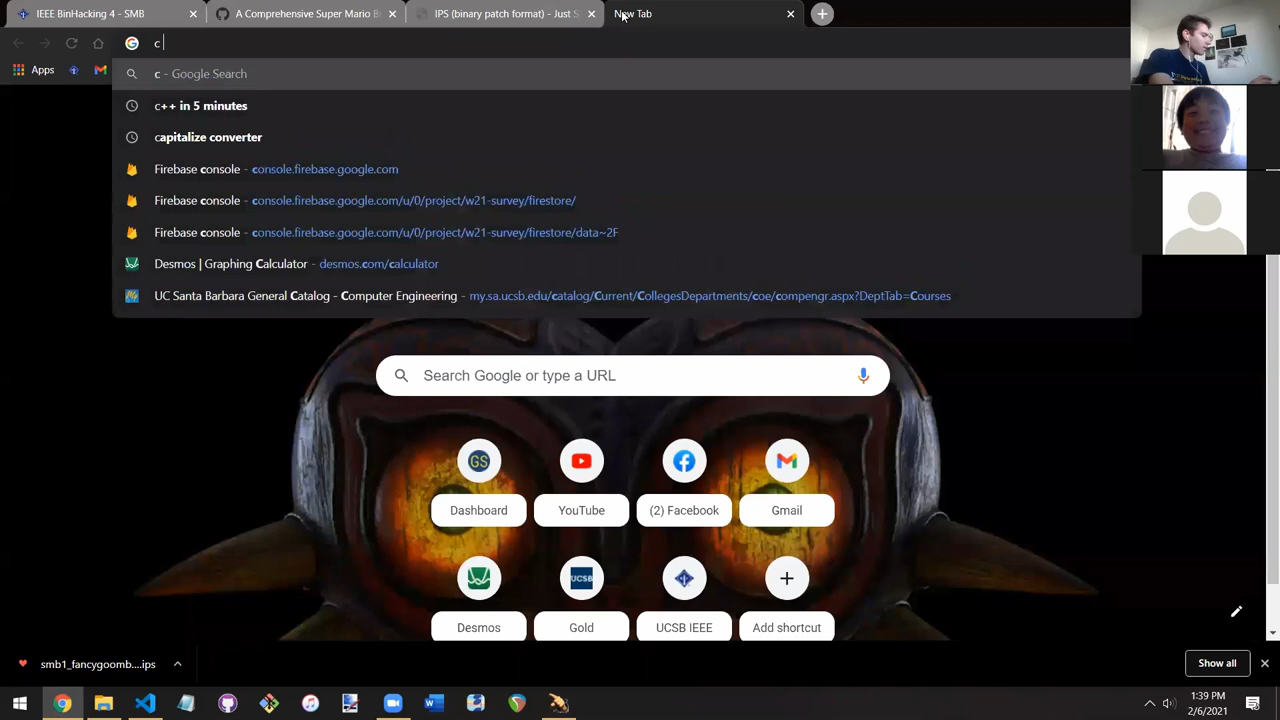 IEEE BinHacking 4 - SMB
A Comprehensive Super Mario B
IPS (binary patch format) - Just S
New Tab
c
Apps
c - Google Search
c++ in 5 minutes
capitalize converter
Firebase console - console.firebase.google.com
Firebase console - console.firebase.google.com/u/0/project/w21-survey/firestore/
Firebase console - console.firebase.google.com/u/0/project/w21-survey/firestore/data~2F
Desmos | Graphing Calculator - desmos.com/calculator
UC Santa Barbara General Catalog - Computer Engineering - my.sa.ucsb.edu/catalog/Current/CollegesDepartments/coe/compengr.aspx?DeptTab=Courses
Search Google or type a URL
GS
Dashboard
YouTube
(2) Facebook
Gmail
UCSB
Desmos
Gold
UCSB IEEE
Add shortcut
smb1_fancygoomb....ips
Show all
1:39 PM
2/6/2021